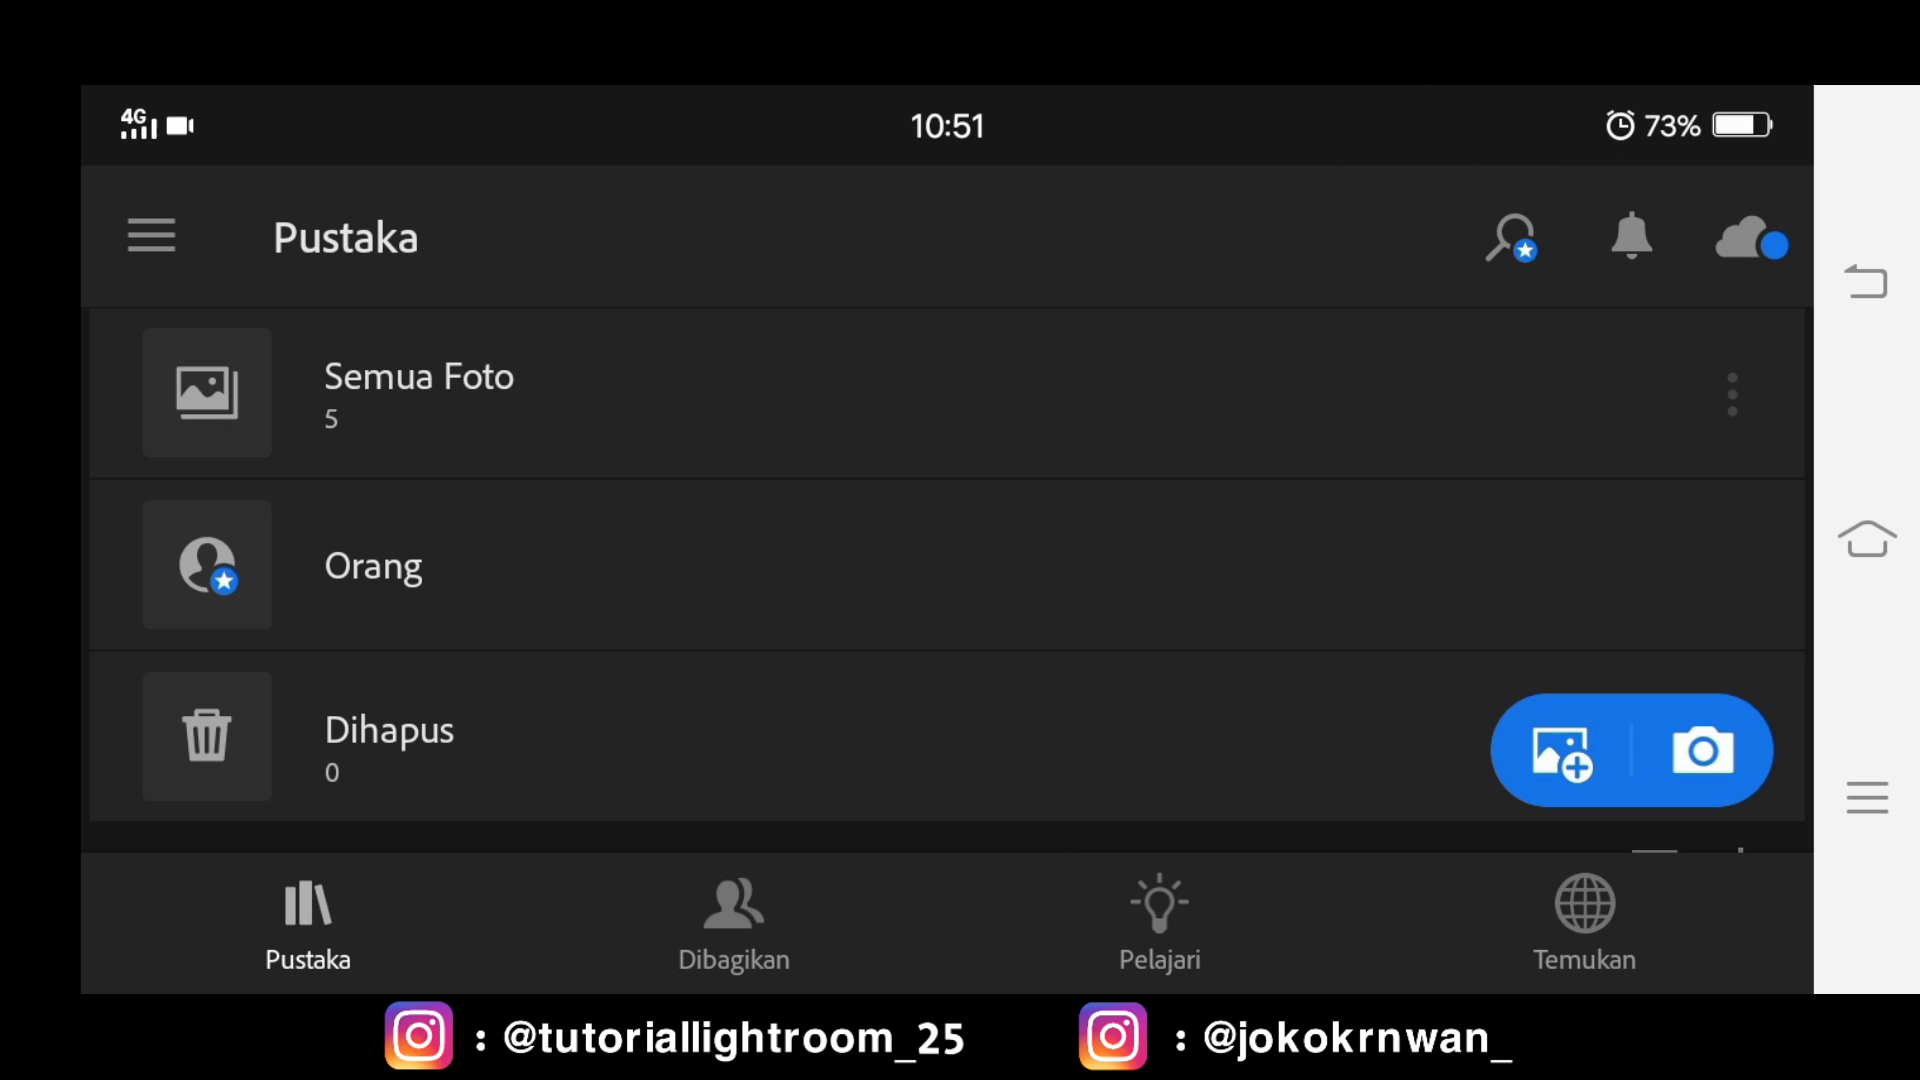 4G 10:51 73%
Pustaka
Semua Foto
5
Orang
Dihapus
0
Pustaka Dibagikan Pelajari Temukan
: @tutoriallightroom_25 : @jokokrnwan_